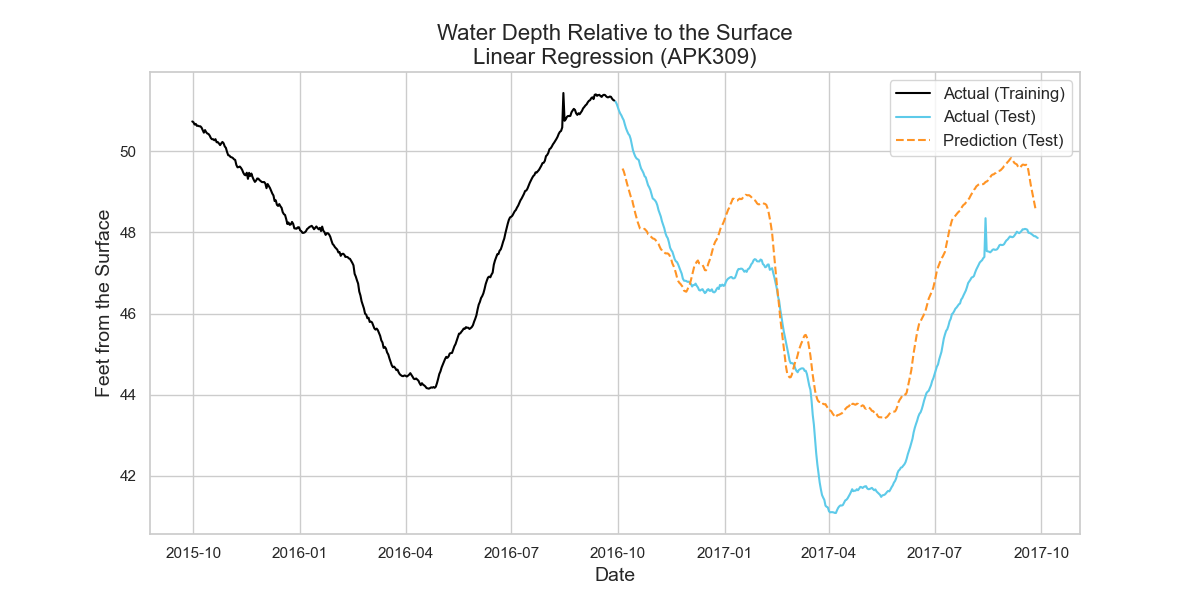 Water Depth Relative to the Surface
Linear Regression (APK309)
Actual (Training)
Actual (Test)
Prediction (Test)
Feet from the Surface
50
48
46
44
42
2015-10
2016-01
2016-04
2016-07
2016-10
2017-01
2017-04
2017-07
2017-10
Date